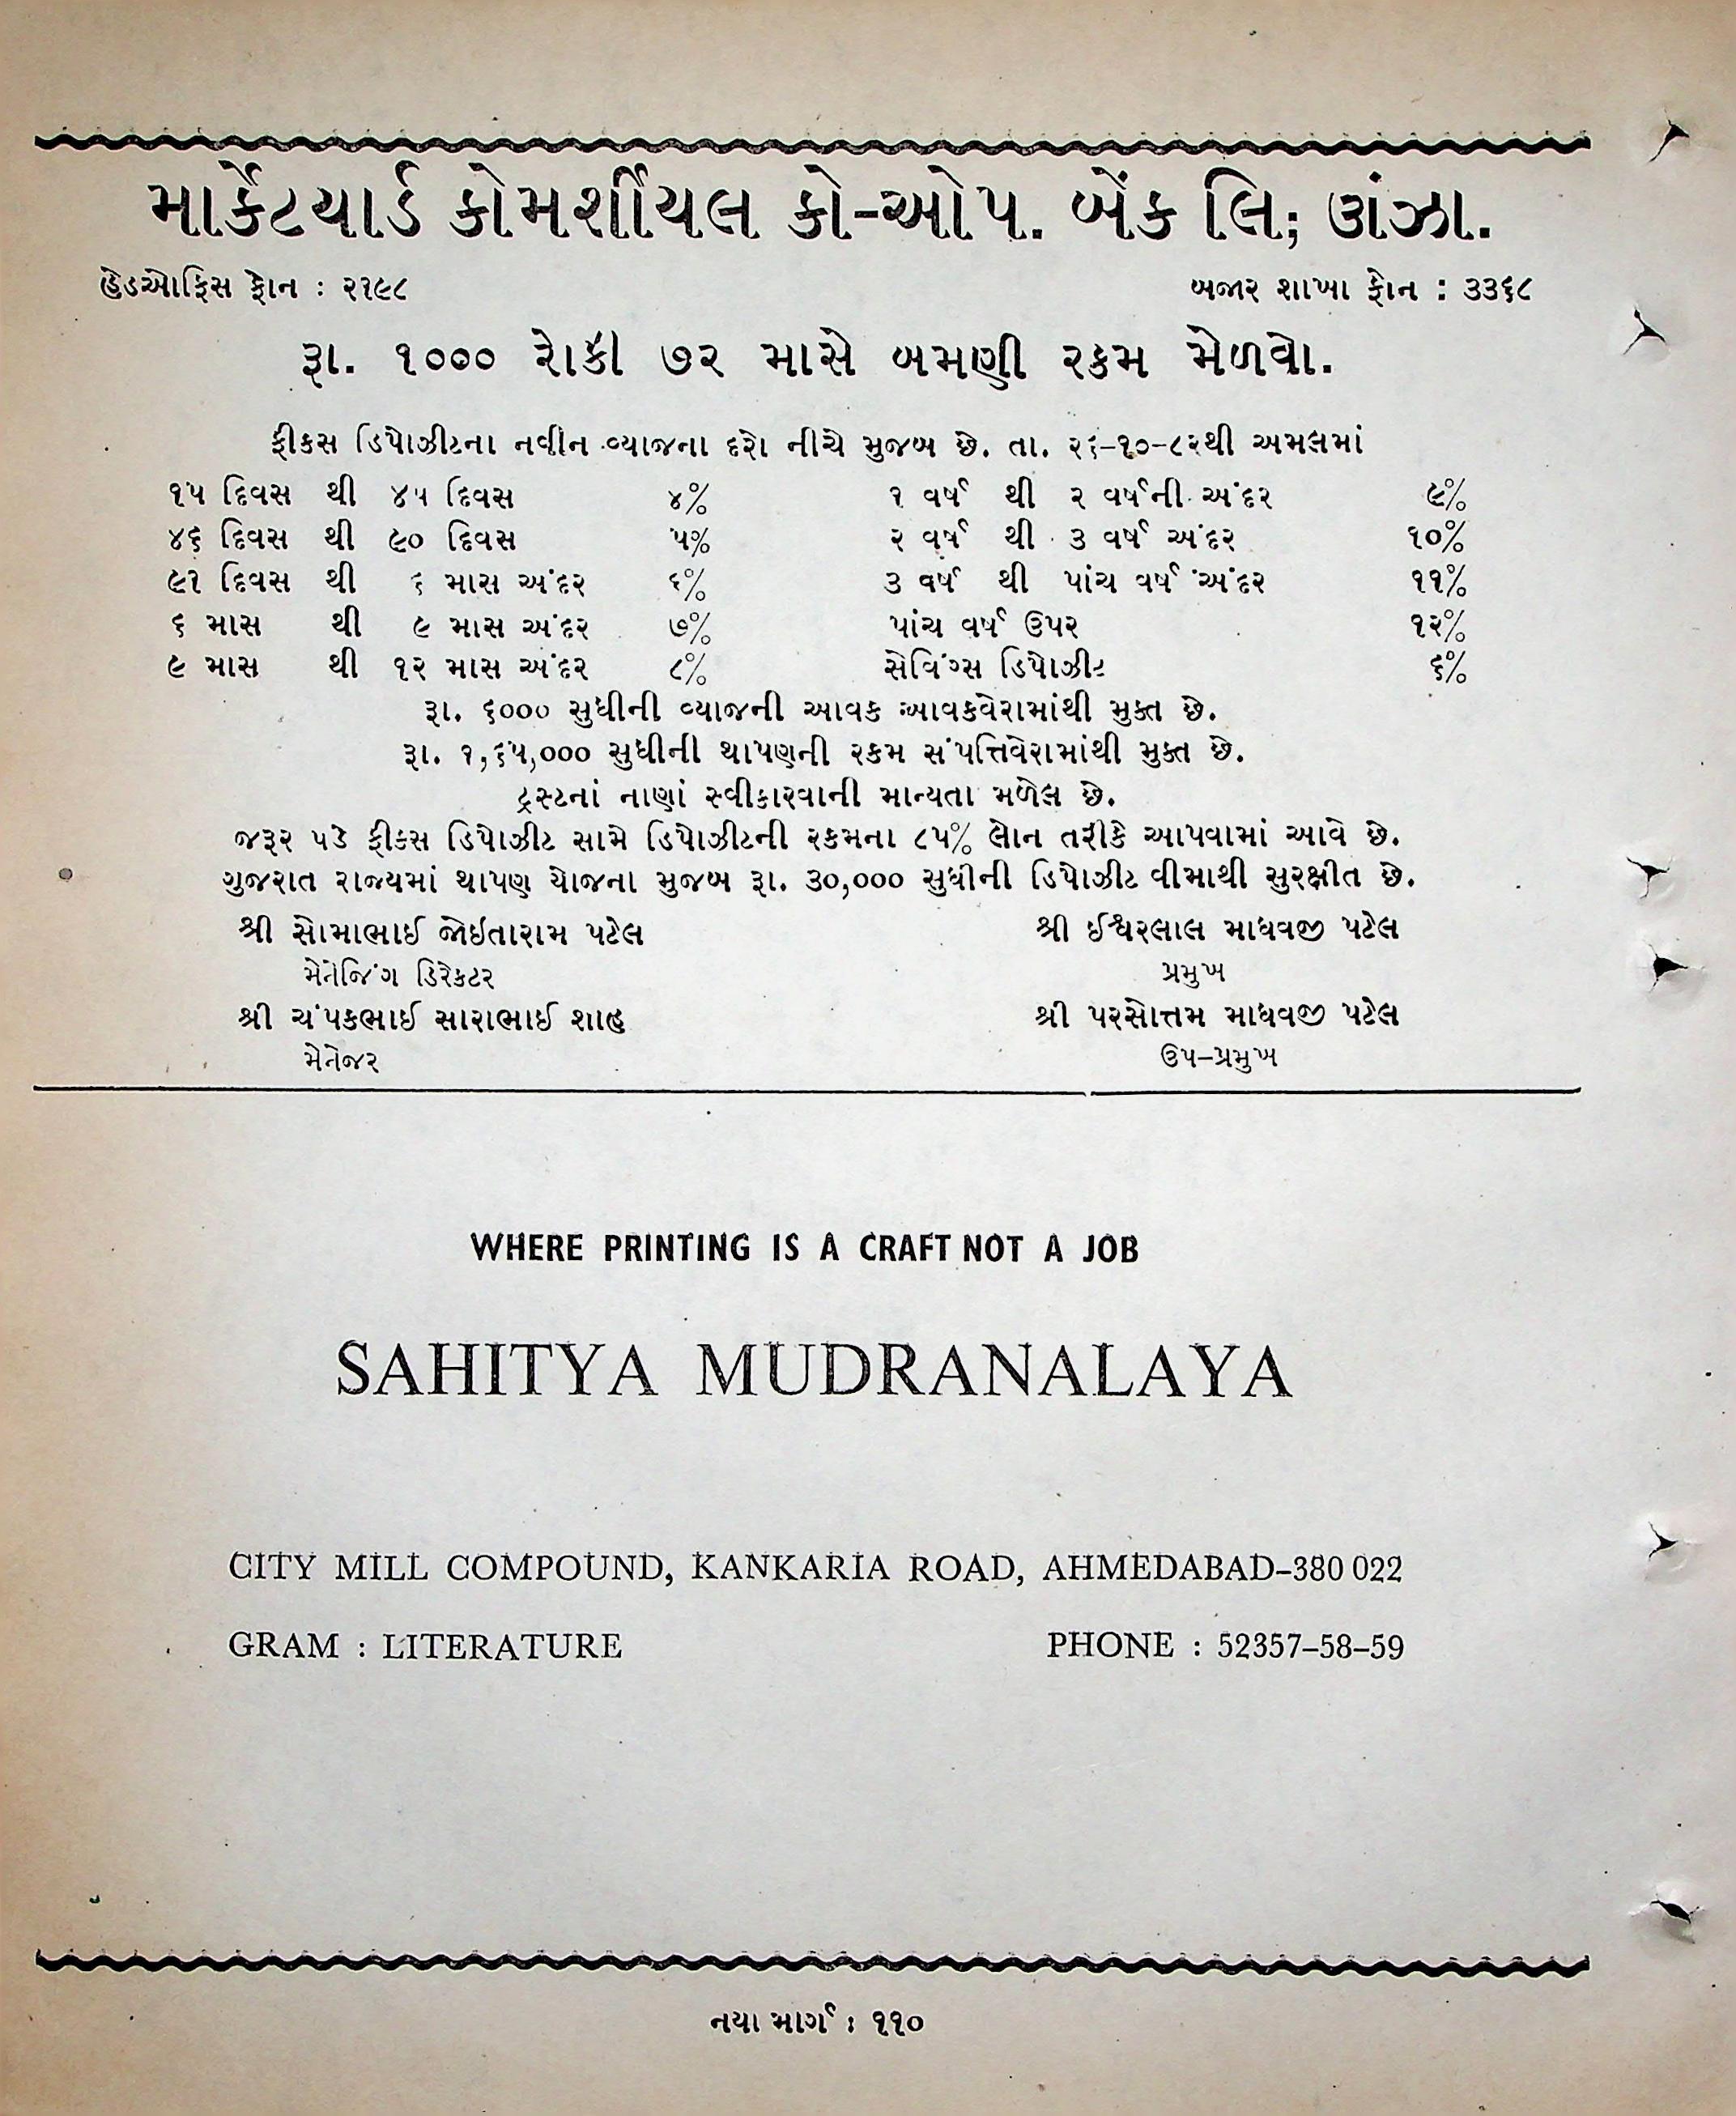 માર્કેટયાર્ડ કોમર્શીયલ કો-ઓપ. બેંક લિ; ઊંઝા.
હેડઓફિસ ફોન : ૨૧૯૮ બજાર શાખા ફોન : ૩૩૬૮
રૂા. ૧૦૦૦ રોકી ૭૨ માસે બમણી રકમ મેળવો.
ફીકસ ડિપોઝીટના નવીન વ્યાજના દરો નીચે મુજબ છે. તા. ૨૬-૧૦-૮૨થી અમલમાં
૧૫ દિવસ થી ૪૫ દિવસ ૪% ૧ વર્ષ થી ૨ વર્ષની અંદર ૯%
૪૬ દિવસ થી ૯૦ દિવસ ૫% ૨ વર્ષ થી ૩ વર્ષ અંદર ૧૦%
૯૧ દિવસ થી ૬ માસ અંદર ૬% ૩ વર્ષ થી પાંચ વર્ષ અંદર ૧૧%
૬ માસ થી ૯ માસ અંદર ૭% પાંચ વર્ષ ઉપર ૧૨%
૯ માસ થી ૧૨ માસ અંદર ૮% સેવિંગ્સ ડિપોઝીટ ૬%
રૂા. ૬૦૦૦ સુધીની વ્યાજની આવક આવકવેરામાંથી મુક્ત છે.
રૂા. ૧,૬૫,૦૦૦ સુધીની થાપણની રકમ સંપત્તિવેરામાંથી મુક્ત છે.
ટ્રસ્ટનાં નાણાં સ્વીકારવાની માન્યતા મળેલ છે.
જરૂર પડે ફીકસ ડિપોઝીટ સામે ડિપોઝીટની રકમના ૮૫% લોન તરીકે આપવામાં આવે છે.
ગુજરાત રાજ્યમાં થાપણ યોજના મુજબ રૂા. ૩૦,૦૦૦ સુધીની ડિપોઝીટ વીમાથી સુરક્ષીત છે.
શ્રી સોમાભાઈ જોઇતારામ પટેલ શ્રી ઈશ્વરલાલ માધવજી પટેલ
મેનેજિંગ ડિરેકટર પ્રમુખ
શ્રી ચંપકભાઈ સારાભાઈ શાહ શ્રી પરસોત્તમ માધવજી પટેલ
મેનેજર ઉપ-પ્રમુખ
WHERE PRINTING IS A CRAFT NOT A JOB
SAHITYA MUDRANALAYA
CITY MILL COMPOUND, KANKARIA ROAD, AHMEDABAD-380 022
GRAM : LITERATURE PHONE : 52357-58-59
નયા માર્ગ : ૧૧૦